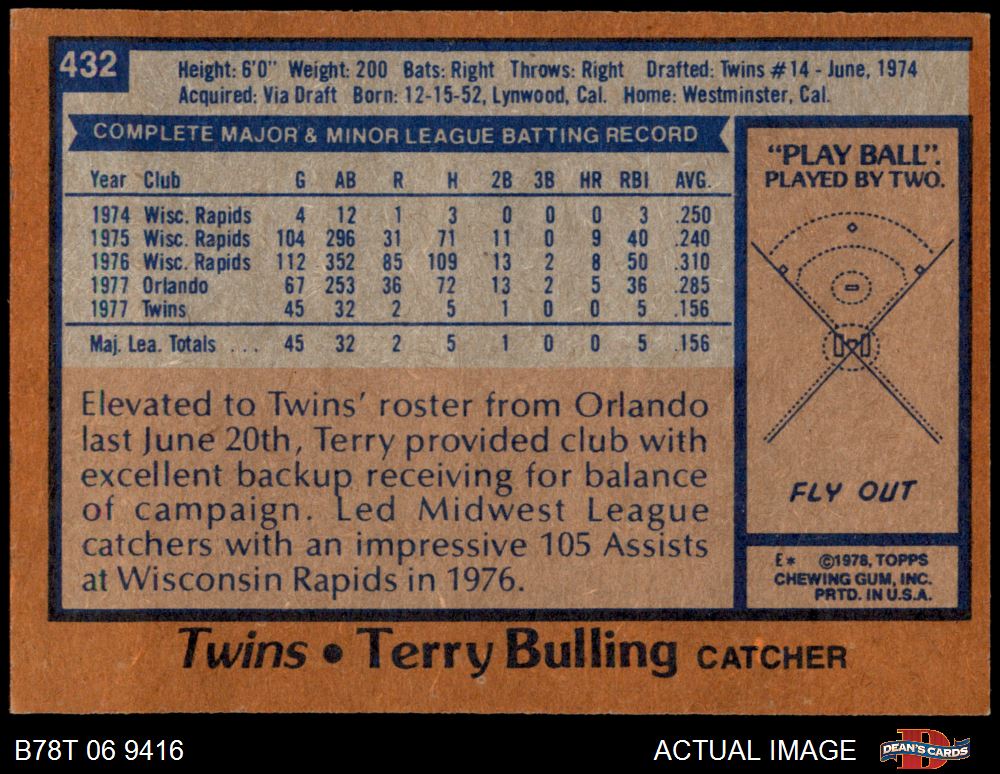 432
Height: 6'0" Weight: 200 Bats: Right Throws: Right Drafted: Twins #14 - June, 1974
Acquired: Via Draft Born: 12-15-52, Lynwood, Cal. Home: Westminster, Cal.
COMPLETE MAJOR & MINOR LEAGUE BATTING RECORD
Year Club G AB R H 2B 3B HR RBI AVG.
1974 Wisc. Rapids 4 12 1 3 0 0 0 3 .250
1975 Wisc. Rapids 104 296 31 71 11 0 9 40 .240
1976 Wisc. Rapids 112 352 85 109 13 2 8 50 .310
1977 Orlando 67 253 36 72 13 2 5 36 .285
1977 Twins 45 32 2 5 1 0 0 5 .156
Maj. Lea. Totals ... 45 32 2 5 1 0 0 5 .156
Elevated to Twins' roster from Orlando
last June 20th, Terry provided club with
excellent backup receiving for balance
of campaign. Led Midwest League
catchers with an impressive 105 Assists
at Wisconsin Rapids in 1976.
"PLAY BALL".
PLAYED BY TWO.
FLY OUT
E* ©1978, TOPPS
CHEWING GUM, INC.
PRTD. IN U.S.A.
Twins • Terry Bulling CATCHER
B78T 06 9416
ACTUAL IMAGE
DEAN'S CARDS